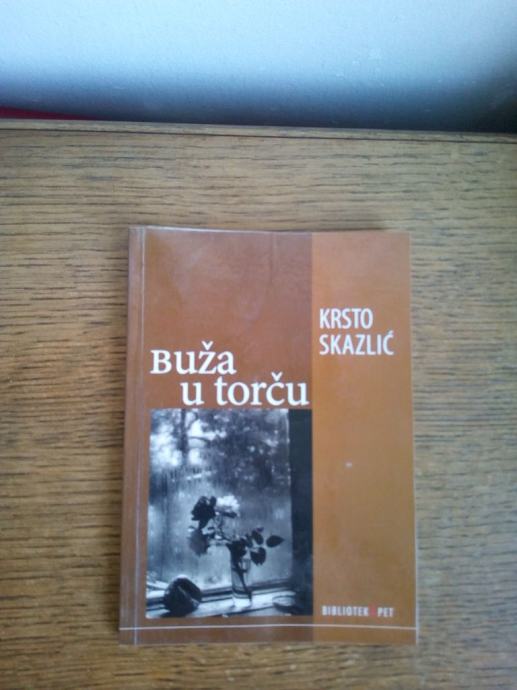 KRSTO
SKAZLIĆ
Buža
u torču
BIBLIOTEKA PET